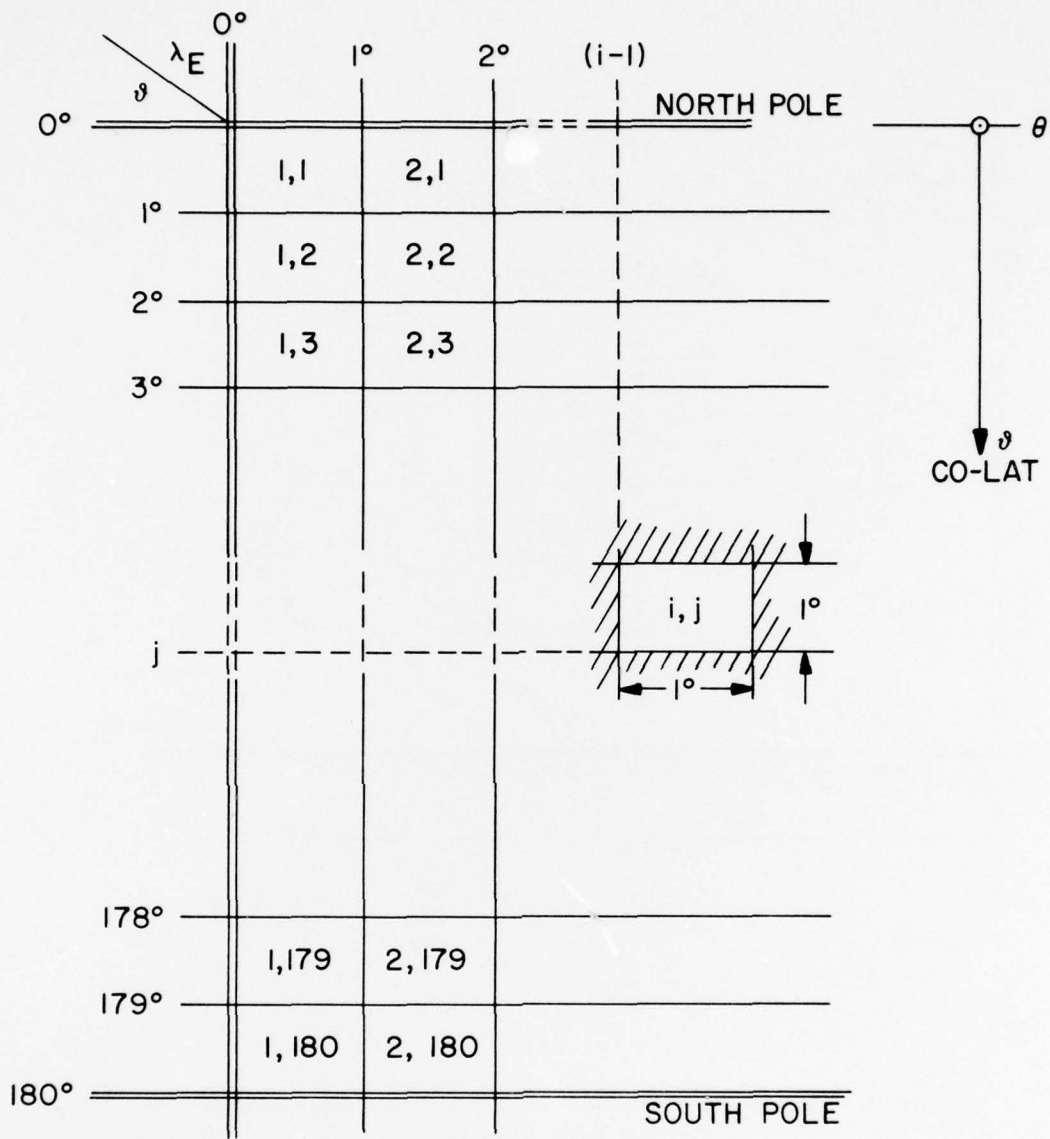 0°
λE 1° 2° (i-1)
ϑ
0° NORTH POLE θ
1,1 2,1
1°
1,2 2,2
2°
1,3 2,3
3°
ϑ
CO-LAT
i, j 1°
j
1°
178°
1,179 2,179
179°
1,180 2, 180
180°
SOUTH POLE